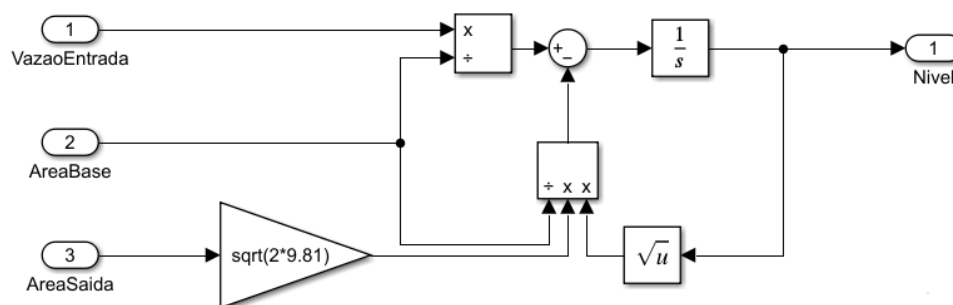 1
VazaoEntrada
x
÷
+
−
1
s
1
Nivel
2
AreaBase
÷ x x
3
AreaSaida
sqrt(2*9.81)
√u